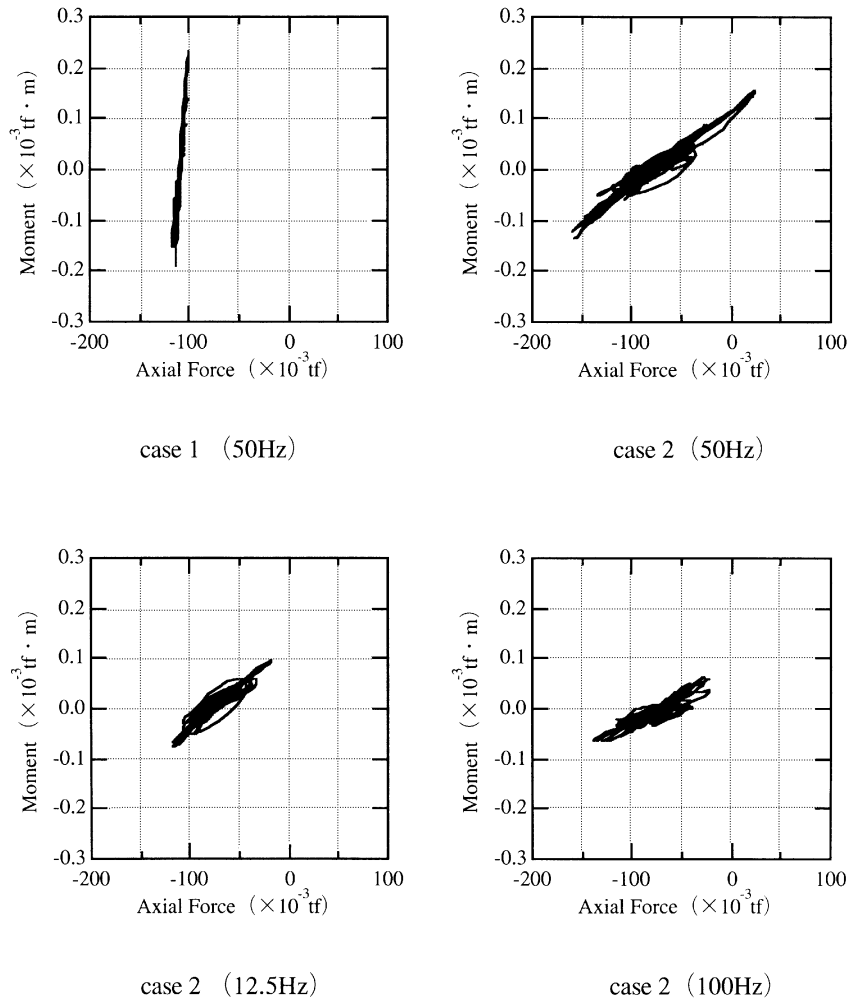 0.3
0.2
0.1
0.0
-0.1
-0.2
-0.3
Moment （×10⁻³tf・m）
-200 -100 0 100
Axial Force （×10⁻³tf）
case 1 （50Hz）
0.3
0.2
0.1
0.0
-0.1
-0.2
-0.3
Moment （×10⁻³tf・m）
-200 -100 0 100
Axial Force （×10⁻³tf）
case 2 （50Hz）
0.3
0.2
0.1
0.0
-0.1
-0.2
-0.3
Moment （×10⁻³tf・m）
-200 -100 0 100
Axial Force （×10⁻³tf）
case 2 （12.5Hz）
0.3
0.2
0.1
0.0
-0.1
-0.2
-0.3
Moment （×10⁻³tf・m）
-200 -100 0 100
Axial Force （×10⁻³tf）
case 2 （100Hz）